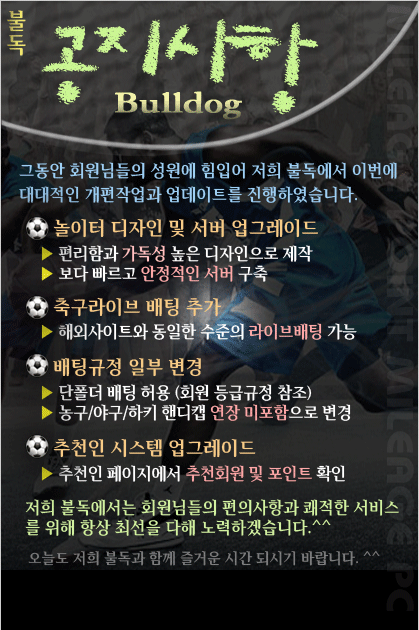 불독
공지사항
Bulldog
그동안 회원님들의 성원에 힘입어 저희 불독에서 이번에
대대적인 개편작업과 업데이트를 진행하였습니다.
놀이터 디자인 및 서버 업그레이드
▶ 편리함과 가독성 높은 디자인으로 제작
▶ 보다 빠르고 안정적인 서버 구축
축구라이브 배팅 추가
▶ 해외사이트와 동일한 수준의 라이브배팅 가능
배팅규정 일부 변경
▶ 단폴더 배팅 허용 (회원 등급규정 참조)
▶ 농구/야구/하키 핸디캡 연장 미포함으로 변경
추천인 시스템 업그레이드
▶ 추천인 페이지에서 추천회원 및 포인트 확인
저희 불독에서는 회원님들의 편의사항과 쾌적한 서비스
를 위해 항상 최선을 다해 노력하겠습니다.^^
오늘도 저희 불독과 함께 즐거운 시간 되시기 바랍니다. ^^